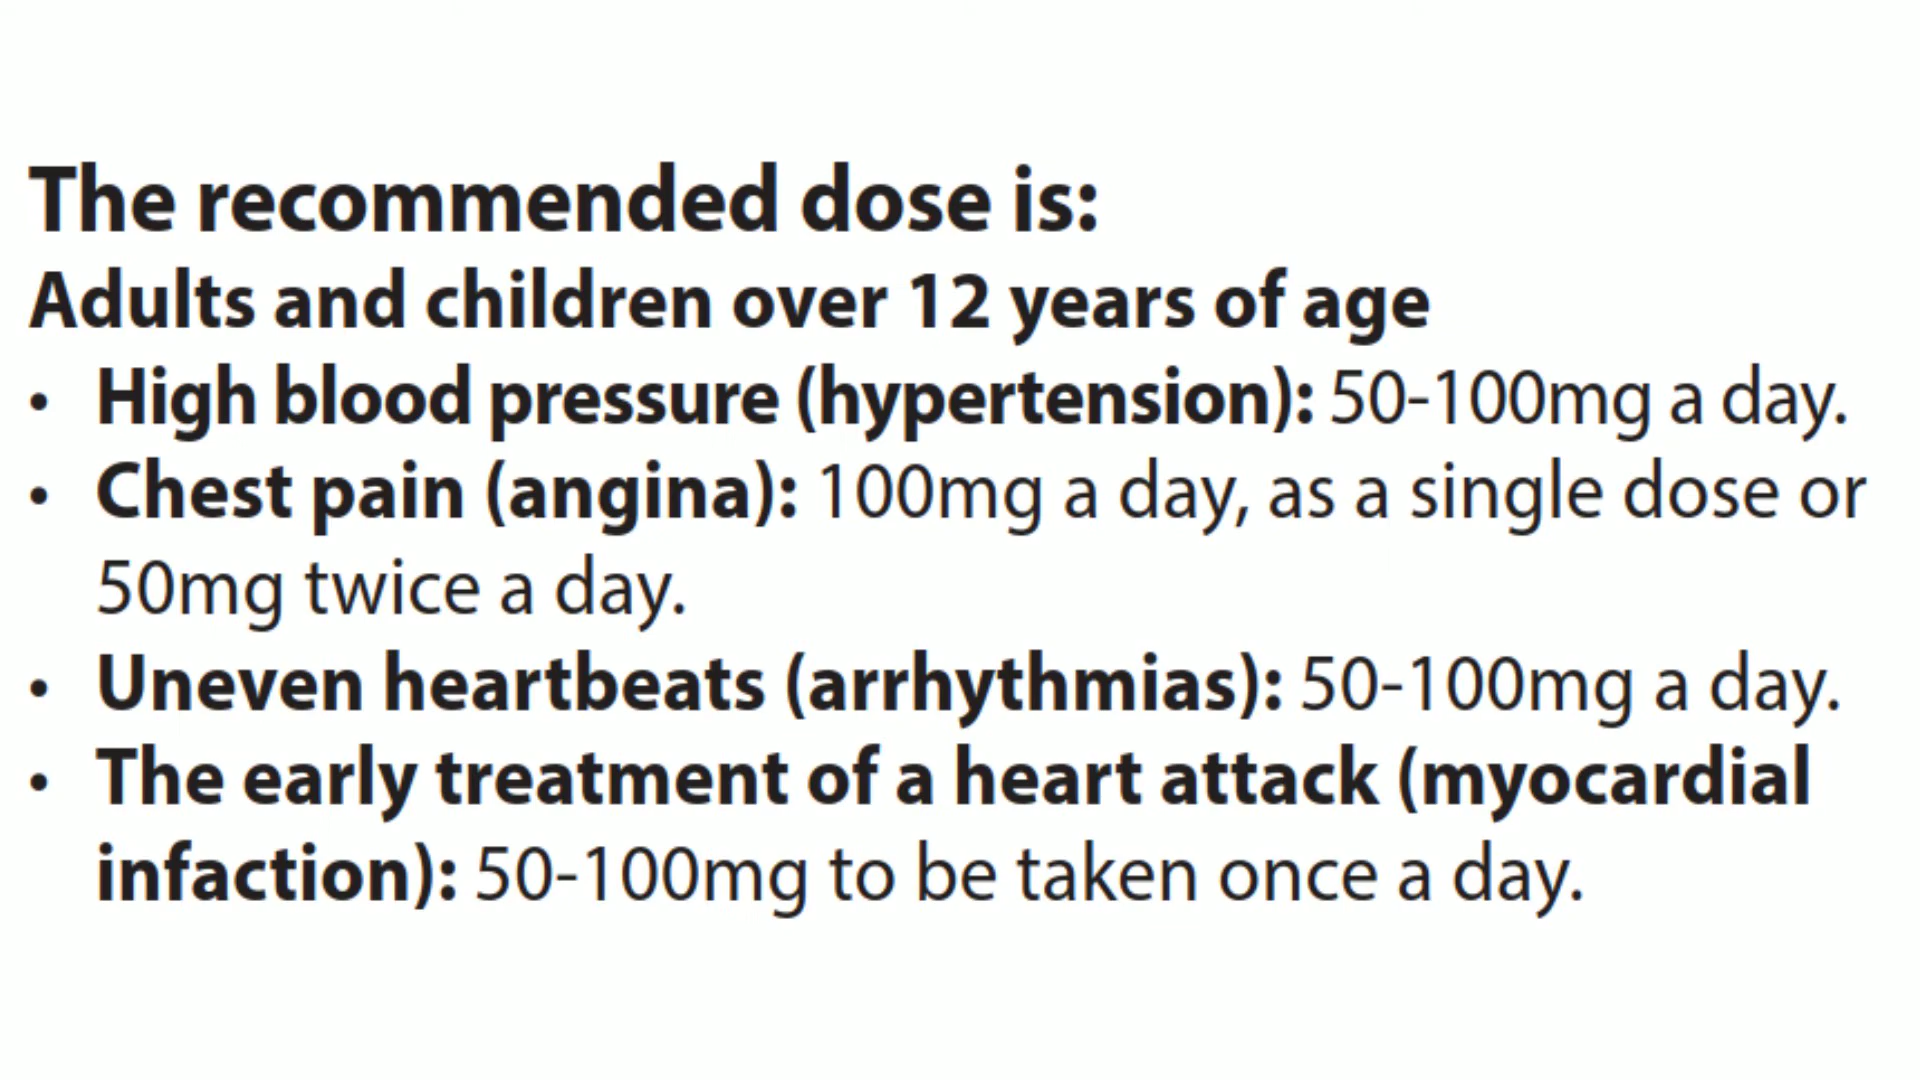 The recommended dose is:
Adults and children over 12 years of age
• High blood pressure (hypertension): 50-100mg a day.
• Chest pain (angina): 100mg a day, as a single dose or
50mg twice a day.
• Uneven heartbeats (arrhythmias): 50-100mg a day.
• The early treatment of a heart attack (myocardial
infaction): 50-100mg to be taken once a day.